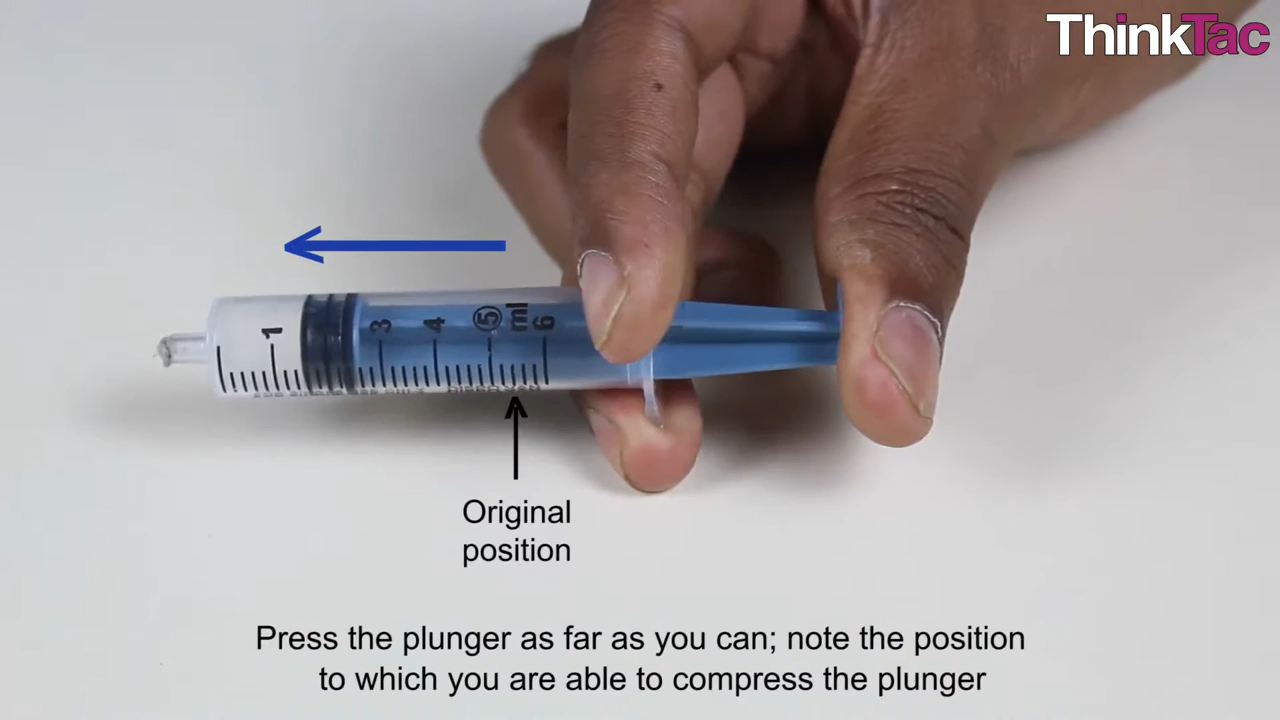 ThinkTac
1
3
4
5
ml
6
Original
position
Press the plunger as far as you can; note the position
to which you are able to compress the plunger